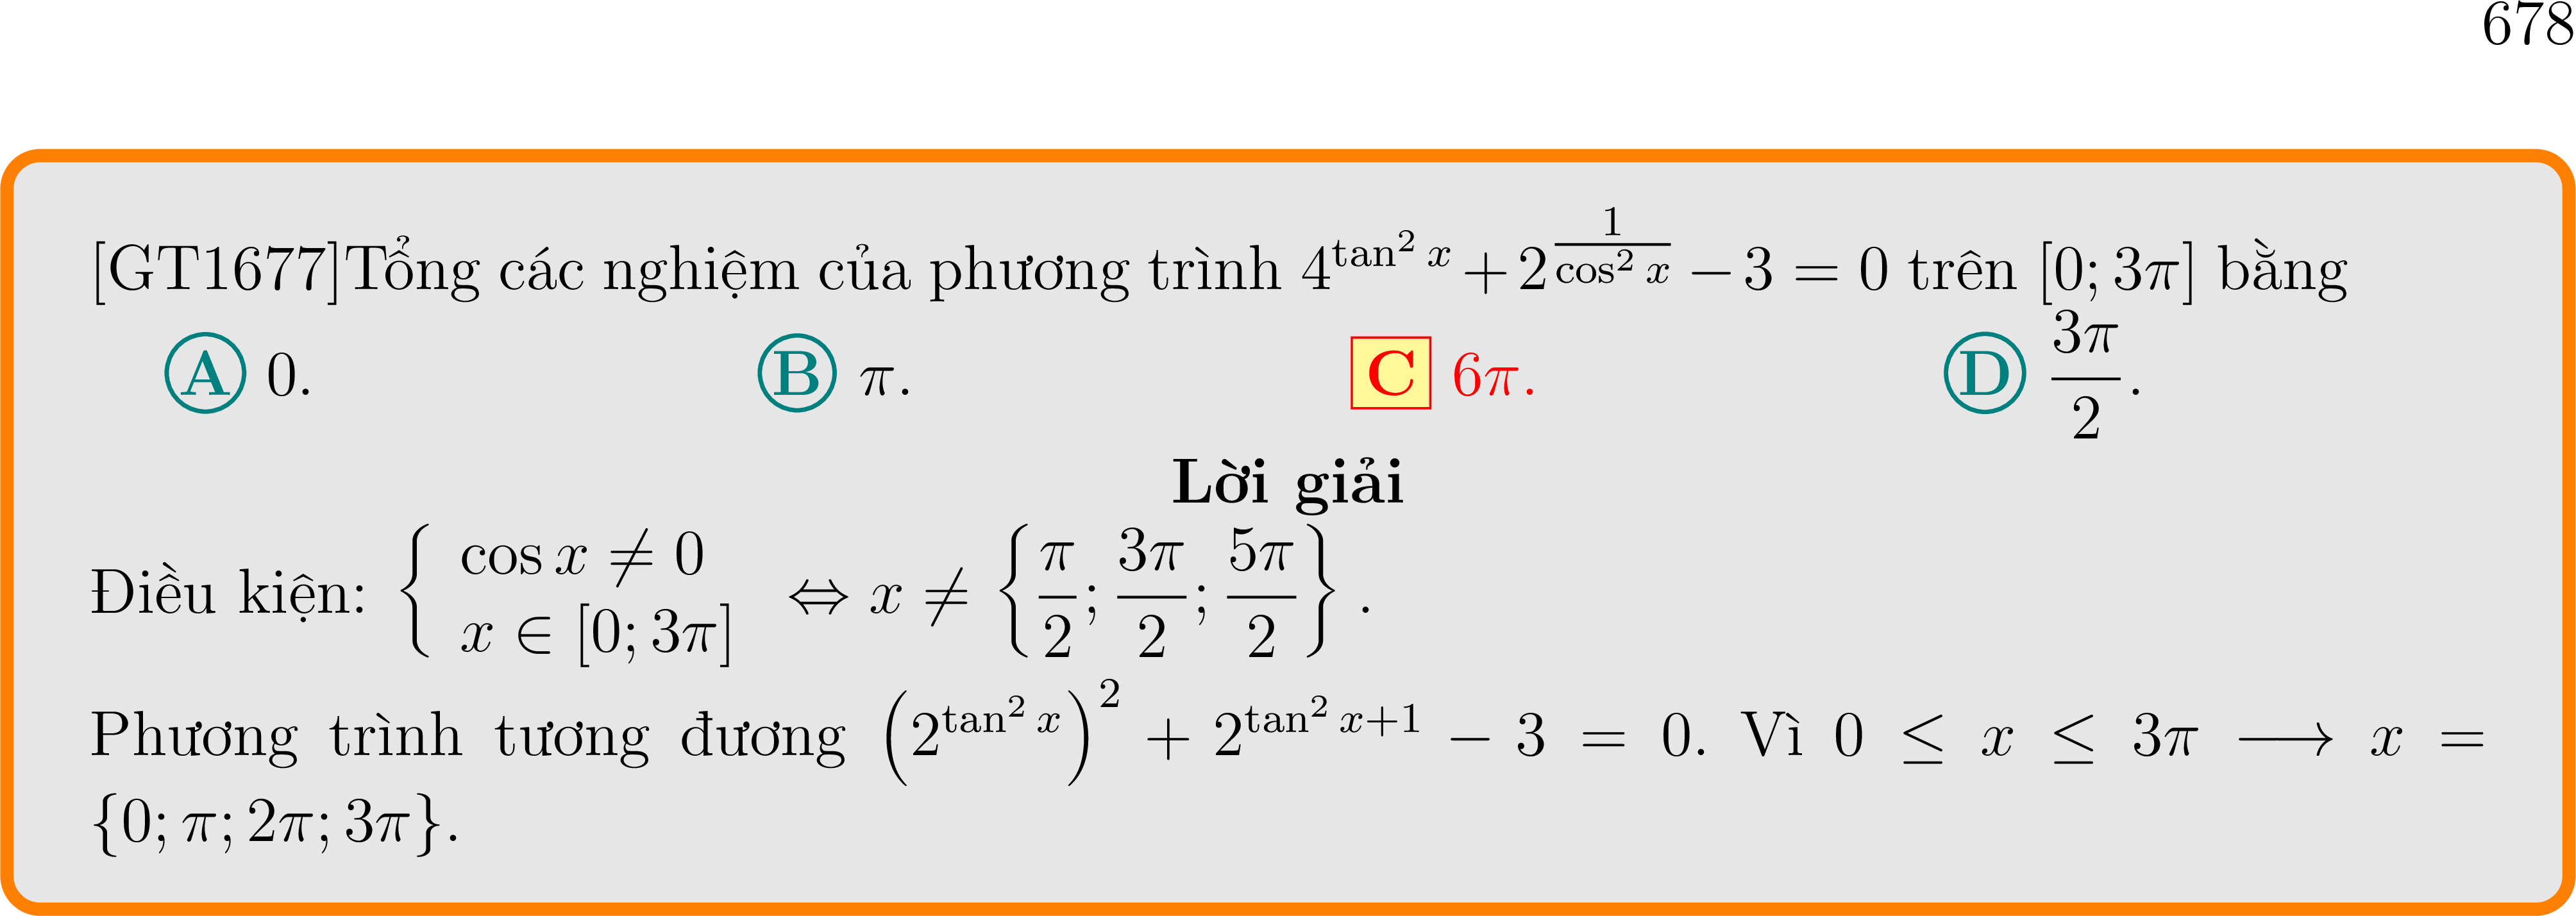 678
[GT1677]Tổng các nghiệm của phương trình $4^{\tan^2 x} + 2^{\frac{1}{\cos^2 x}} - 3 = 0$ trên $[0; 3\pi]$ bằng
A 0. B $\pi$. C $6\pi$. D $\frac{3\pi}{2}$.
Lời giải
Điều kiện: $\begin{cases} \cos x \neq 0 \\ x \in [0; 3\pi] \end{cases} \Leftrightarrow x \neq \left\{\frac{\pi}{2}; \frac{3\pi}{2}; \frac{5\pi}{2}\right\}$.
Phương trình tương đương $\left(2^{\tan^2 x}\right)^2 + 2^{\tan^2 x+1} - 3 = 0$. Vì $0 \leq x \leq 3\pi \longrightarrow x =$
$\{0; \pi; 2\pi; 3\pi\}$.